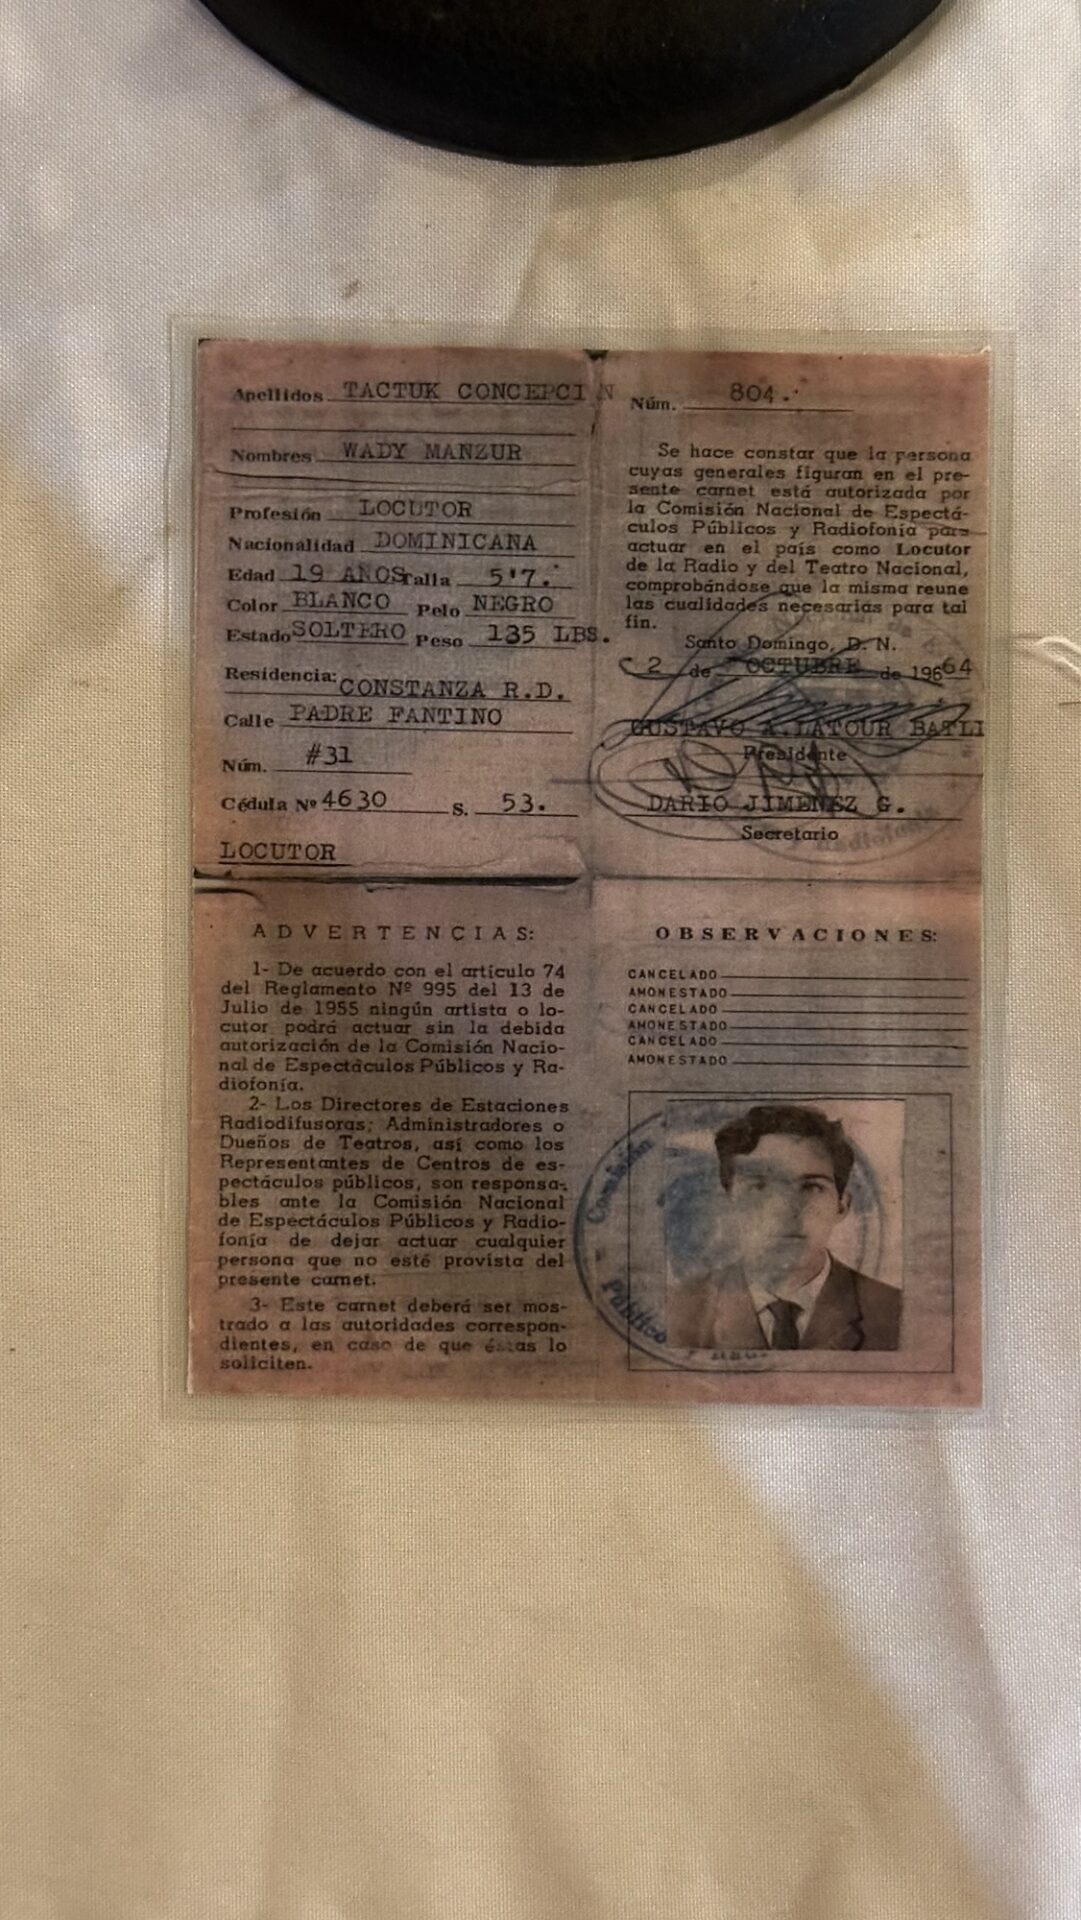 Apellidos TACTUK CONCEPCI N
Nombres WADY MANZUR
Profesión LOCUTOR
Nacionalidad DOMINICANA
Edad 19 AÑOS Talla 5'7.
Color BLANCO Pelo NEGRO
Estado SOLTERO Peso 135 LBS.
Residencia: CONSTANZA R.D.
Calle PADRE FANTINO
Núm. #31
Cédula Nº 4630 S. 53.
LOCUTOR
Núm. 804.
Se hace constar que la persona
cuyas generales figuran en el pre-
sente carnet está autorizada por
la Comisión Nacional de Espectá-
culos Públicos y Radiofonía para
actuar en el país como Locutor
de la Radio y del Teatro Nacional,
comprobándose que la misma reune
las cualidades necesarias para tal
fin.
Santo Domingo, D. N.
2 de OCTUBRE de 19664
GUSTAVO A. LATOUR BATLI
Presidente
DARIO JIMENEZ G.
Secretario
Radiofonía
ADVERTENCIAS:
1- De acuerdo con el artículo 74
del Reglamento Nº 995 del 13 de
Julio de 1955 ningún artista o lo-
cutor podrá actuar sin la debida
autorización de la Comisión Nacio-
nal de Espectáculos Públicos y Ra-
diofonía.
2- Los Directores de Estaciones
Radiodifusoras; Administradores o
Dueños de Teatros, así como los
Representantes de Centros de es-
pectáculos públicos, son responsa-
bles ante la Comisión Nacional
de Espectáculos Públicos y Radio-
fonía de dejar actuar cualquier
persona que no esté provista del
presente carnet.
3- Este carnet deberá ser mos-
trado a las autoridades correspon-
dientes, en caso de que éstas lo
soliciten.
OBSERVACIONES:
CANCELADO
AMONESTADO
CANCELADO
AMONESTADO
CANCELADO
AMONESTADO
Comisión
Público